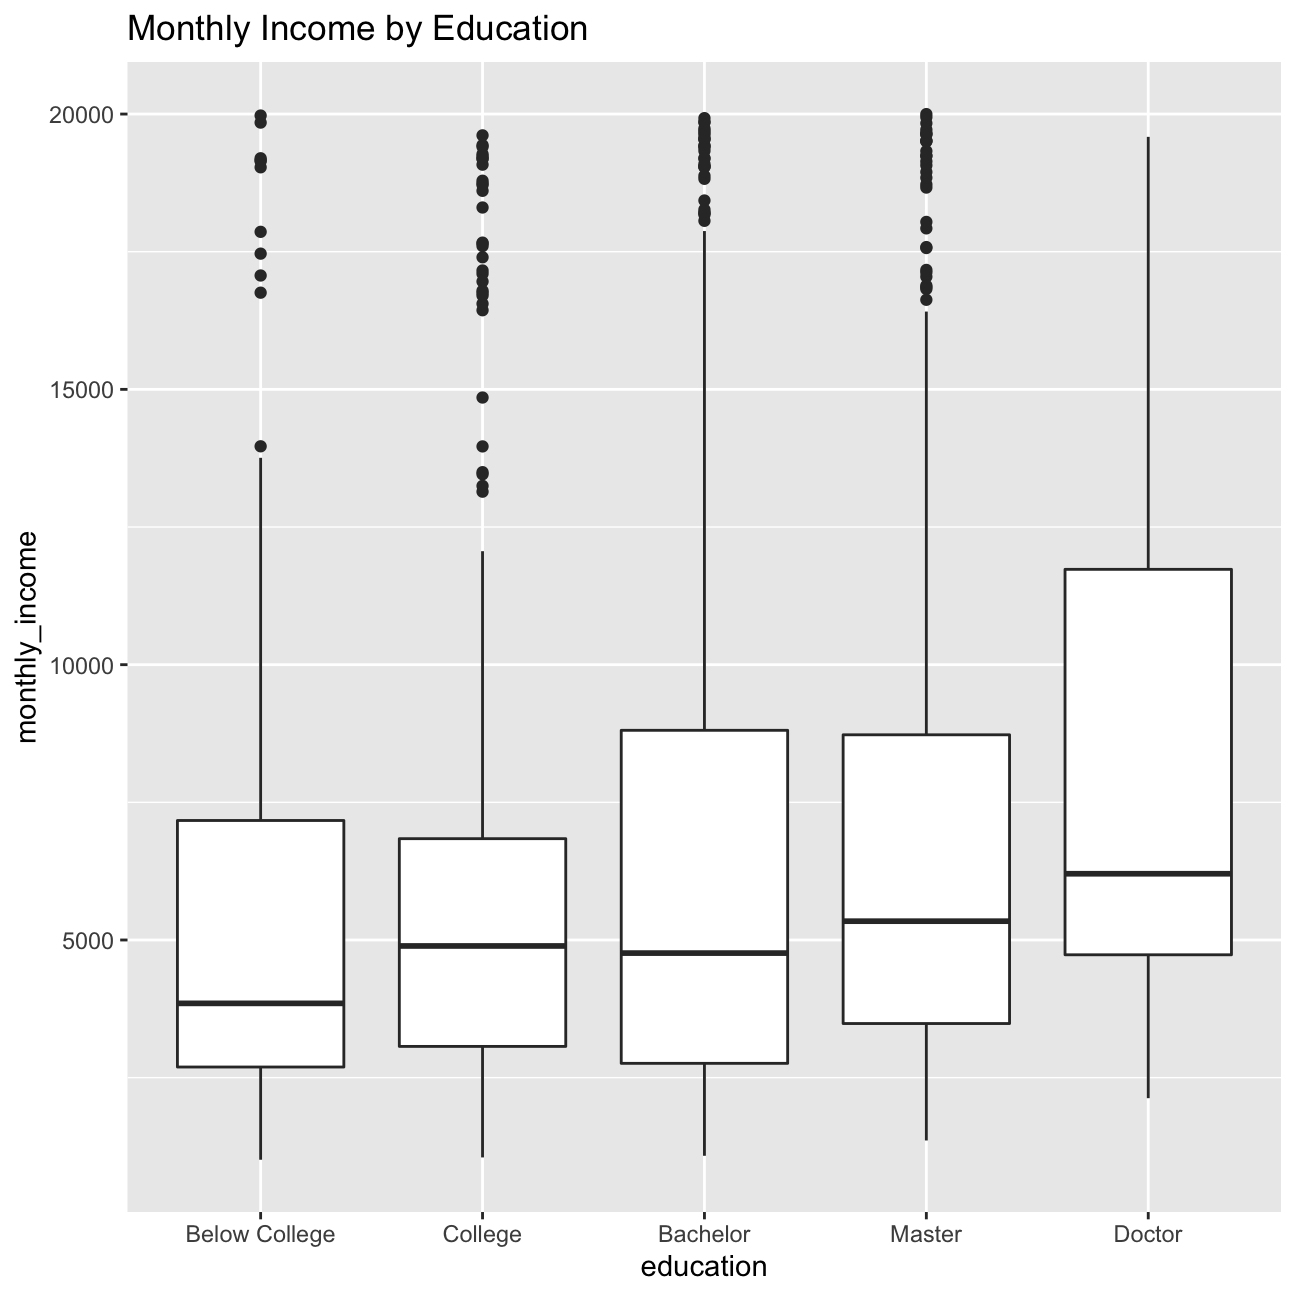 Monthly Income by Education
monthly_income
20000
15000
10000
5000
Below College
College
Bachelor
Master
Doctor
education